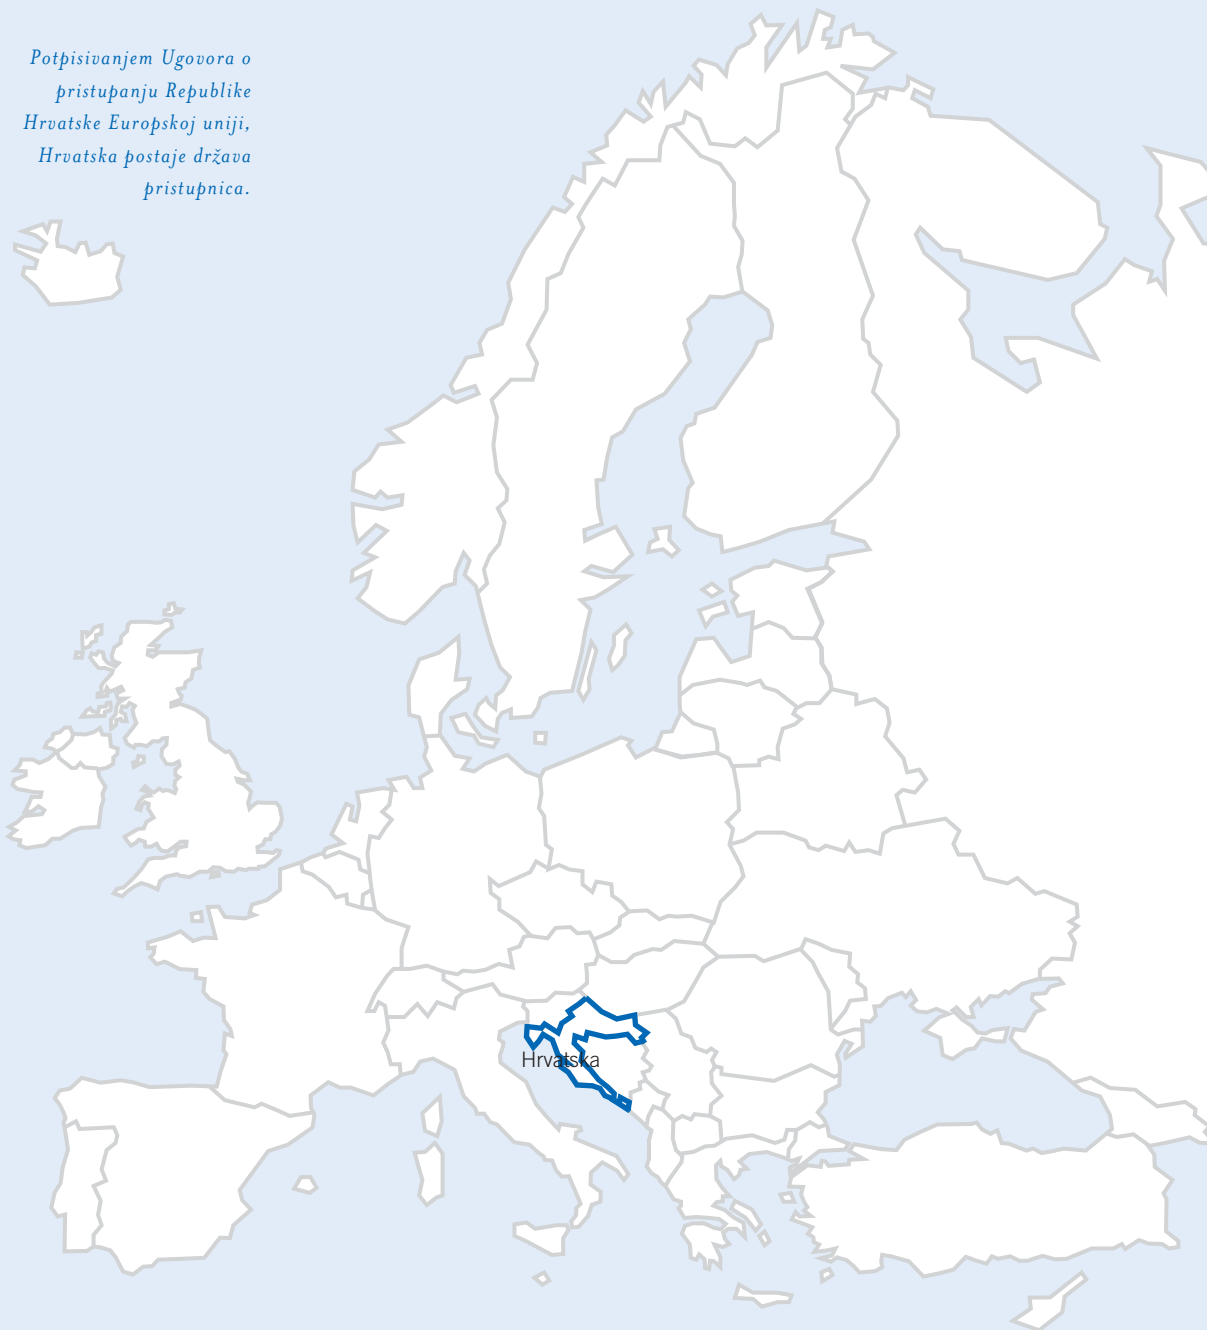 Potpisivanjem Ugovora o
pristupanju Republike
Hrvatske Europskoj uniji,
Hrvatska postaje država
pristupnica.
Hrvatska